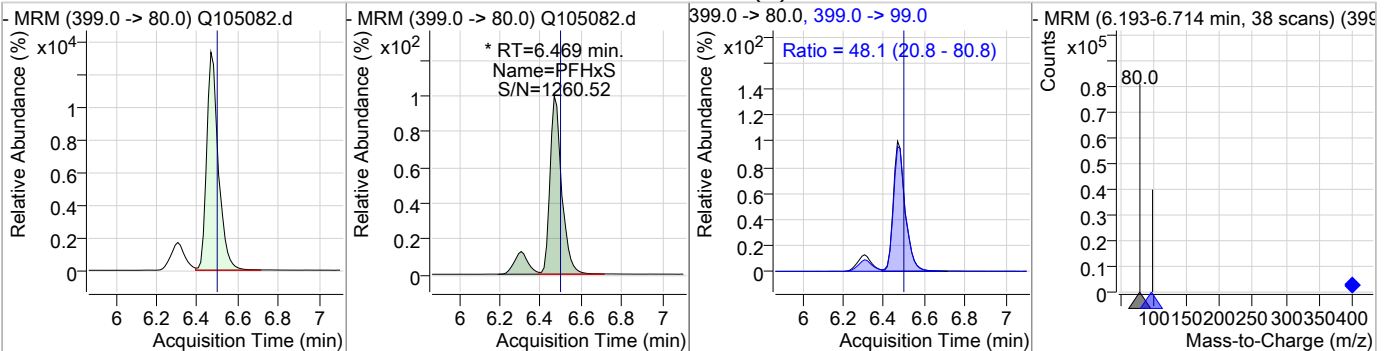 - MRM (399.0 -> 80.0) Q105082.d
x10^4
Relative Abundance (%)
1
0.8
0.6
0.4
0.2
0
6 6.2 6.4 6.6 6.8 7
Acquisition Time (min)
- MRM (399.0 -> 80.0) Q105082.d
x10^2
* RT=6.469 min.
Name=PFHxS
S/N=1260.52
Relative Abundance (%)
1
0.8
0.6
0.4
0.2
0
6 6.2 6.4 6.6 6.8 7
Acquisition Time (min)
399.0 -> 80.0, 399.0 -> 99.0
x10^2
Ratio = 48.1 (20.8 - 80.8)
Relative Abundance (%)
1.4
1.2
1
0.8
0.6
0.4
0.2
0
6 6.2 6.4 6.6 6.8 7
Acquisition Time (min)
- MRM (6.193-6.714 min, 38 scans) (399
x10^5
Counts
80.0
0.8
0.7
0.6
0.5
0.4
0.3
0.2
0.1
0
100 150 200 250 300 350 400
Mass-to-Charge (m/z)